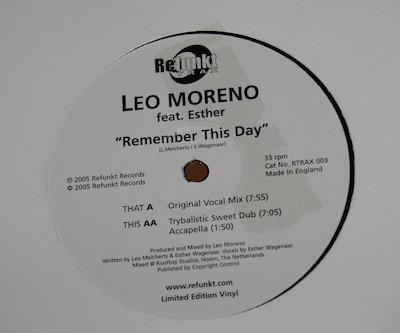 Refunkt
TRAX
LEO MORENO
feat. Esther
"Remember This Day"
(L.Melcherts / E.Wagenaar)
33 rpm
Cat No. RTRAX 003
Made In England
℗ 2005 Refunkt Records
© 2005 Refunkt Records
THAT A Original Vocal Mix (7:55)
THIS AA Trybalistic Sweet Dub (7:05)
Accapella (1:50)
Produced and Mixed by Leo Moreno
Written by Leo Melcherts & Esther Wagenaar. Vocals by Esther Wagenaar.
Mixed @ Rooftop Studios, Hoorn, The Netherlands
Published by Copyright Control
www.refunkt.com
Limited Edition Vinyl